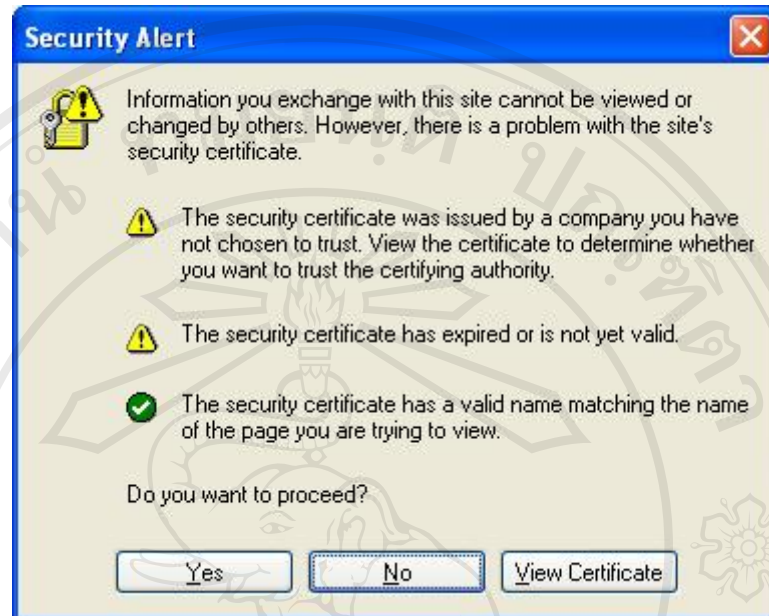 Security Alert
Information you exchange with this site cannot be viewed or
changed by others. However, there is a problem with the site's
security certificate.
The security certificate was issued by a company you have
not chosen to trust. View the certificate to determine whether
you want to trust the certifying authority.
The security certificate has expired or is not yet valid.
The security certificate has a valid name matching the name
of the page you are trying to view.
Do you want to proceed?
Yes
No
View Certificate